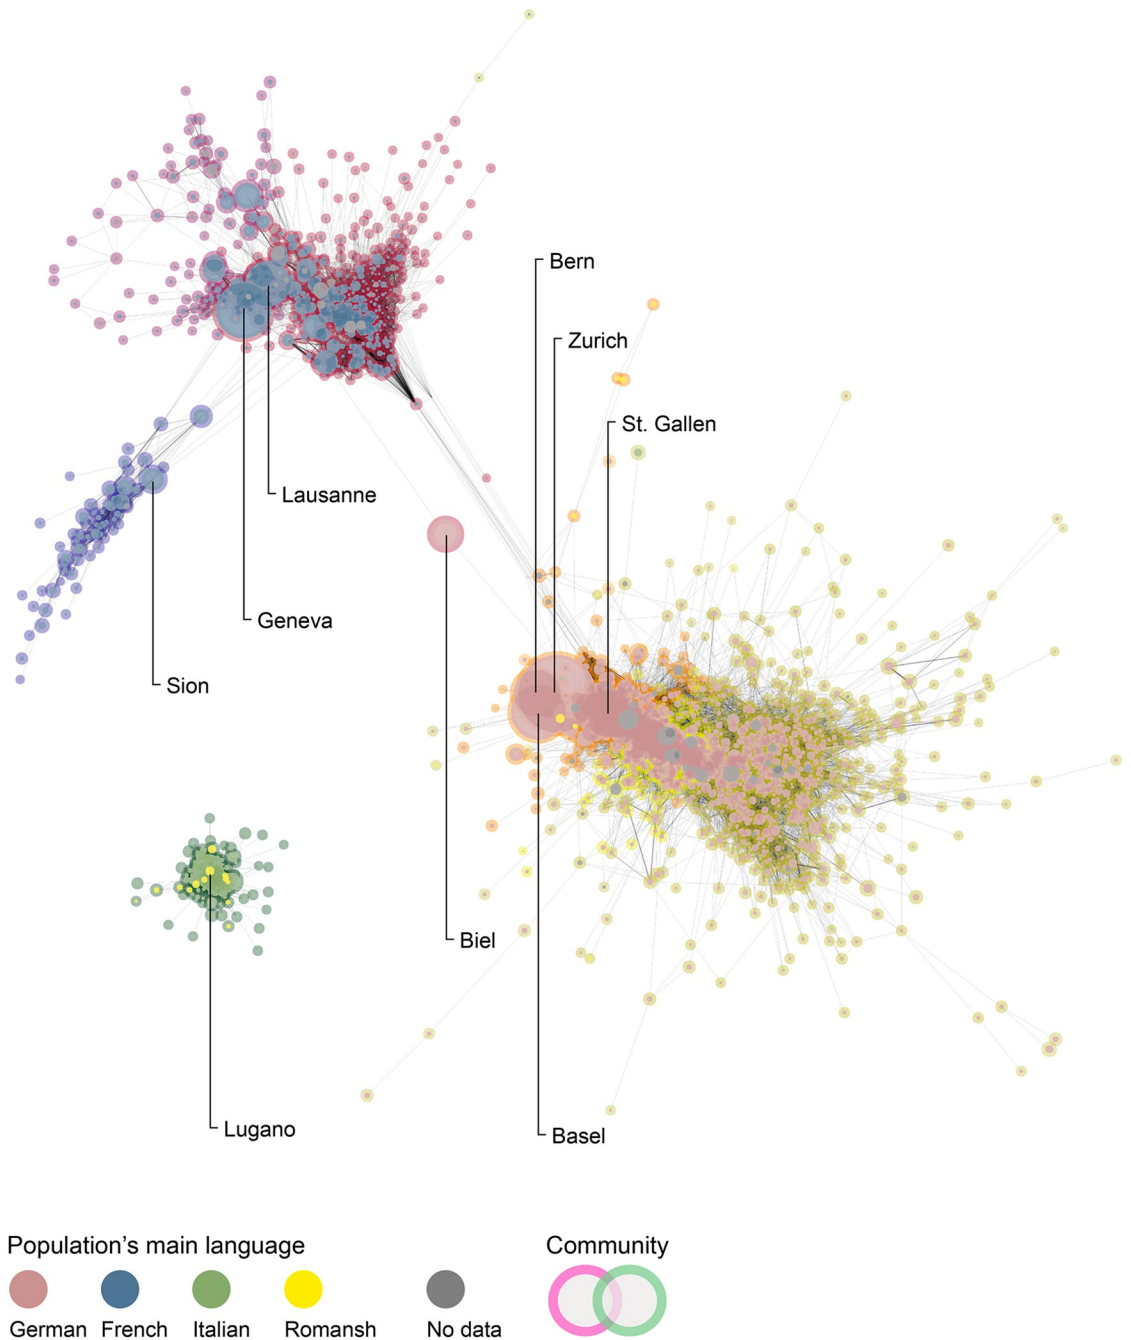 Bern
Zurich
St. Gallen
Lausanne
Geneva
Sion
Biel
Lugano
Basel
Population’s main language
Community
German French Italian Romansh No data